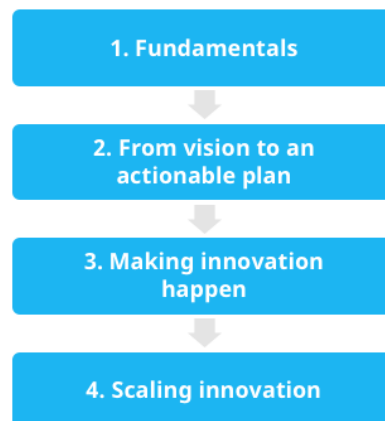 1. Fundamentals
2. From vision to an
actionable plan
3. Making innovation
happen
4. Scaling innovation